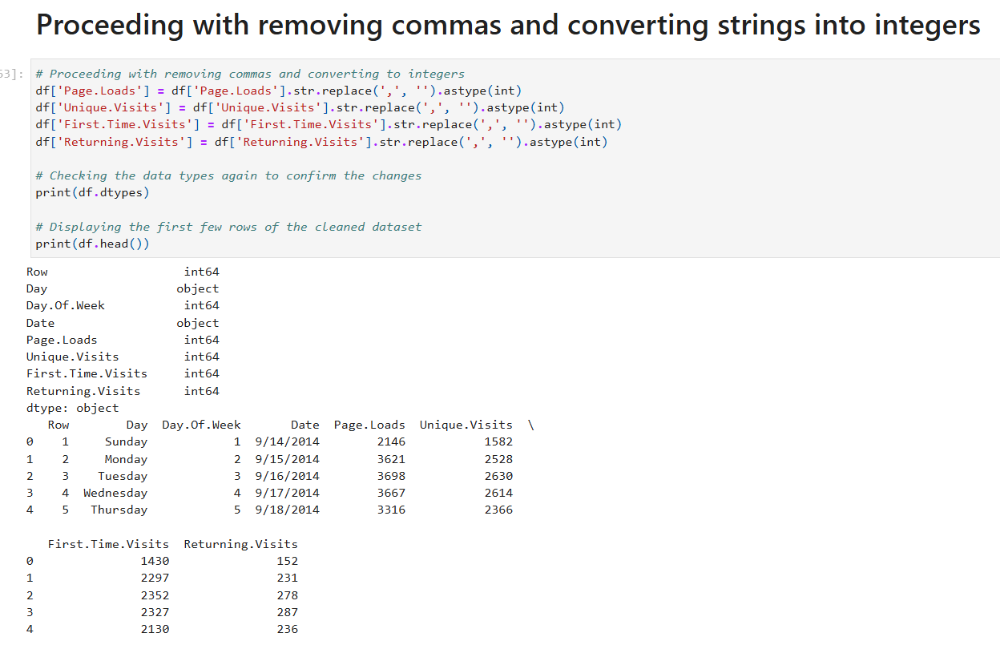 Proceeding with removing commas and converting strings into integers
53]:
# Proceeding with removing commas and converting to integers
df['Page.Loads'] = df['Page.Loads'].str.replace(',', '').astype(int)
df['Unique.Visits'] = df['Unique.Visits'].str.replace(',', '').astype(int)
df['First.Time.Visits'] = df['First.Time.Visits'].str.replace(',', '').astype(int)
df['Returning.Visits'] = df['Returning.Visits'].str.replace(',', '').astype(int)
# Checking the data types again to confirm the changes
print(df.dtypes)
# Displaying the first few rows of the cleaned dataset
print(df.head())
Row                   int64
Day                  object
Day.Of.Week           int64
Date                 object
Page.Loads            int64
Unique.Visits         int64
First.Time.Visits     int64
Returning.Visits      int64
dtype: object
   Row        Day  Day.Of.Week       Date  Page.Loads  Unique.Visits  \
0    1     Sunday            1  9/14/2014        2146           1582
1    2     Monday            2  9/15/2014        3621           2528
2    3    Tuesday            3  9/16/2014        3698           2630
3    4  Wednesday            4  9/17/2014        3667           2614
4    5   Thursday            5  9/18/2014        3316           2366
   First.Time.Visits  Returning.Visits
0               1430               152
1               2297               231
2               2352               278
3               2327               287
4               2130               236